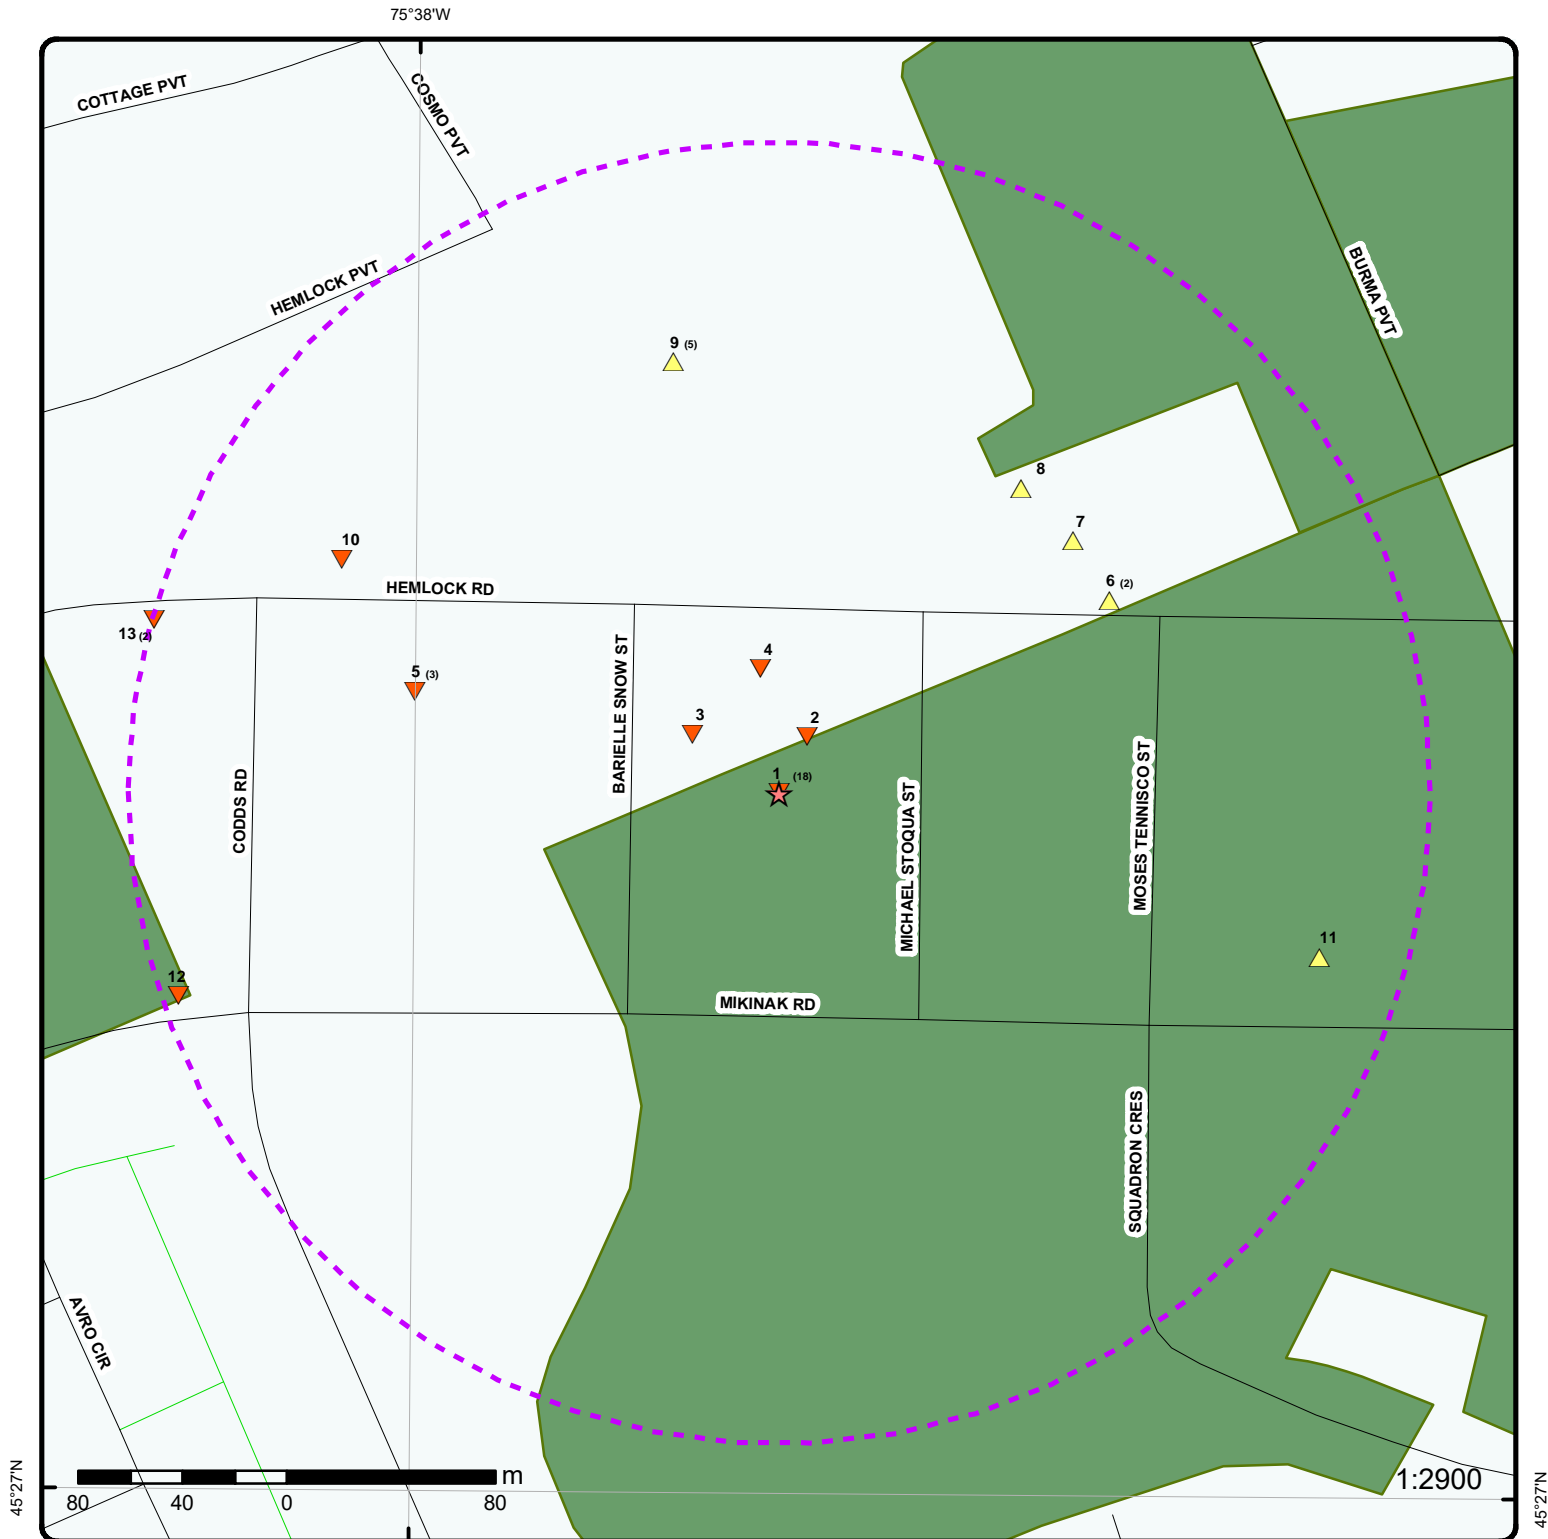 75°38'W
COTTAGE PVT
COSMO PVT
HEMLOCK PVT
BURMA PVT
9 (5)
8
7
10
6 (2)
HEMLOCK RD
13 (2)
4
5 (3)
BARIELLE SNOW ST
3
2
1 (18)
CODDS RD
MICHAEL STOQUA ST
MOSES TENNISCO ST
11
12
MIKINAK RD
SQUADRON CRES
AVRO CIR
m
80 40 0 80
1:2900
45°27'N
45°27'N